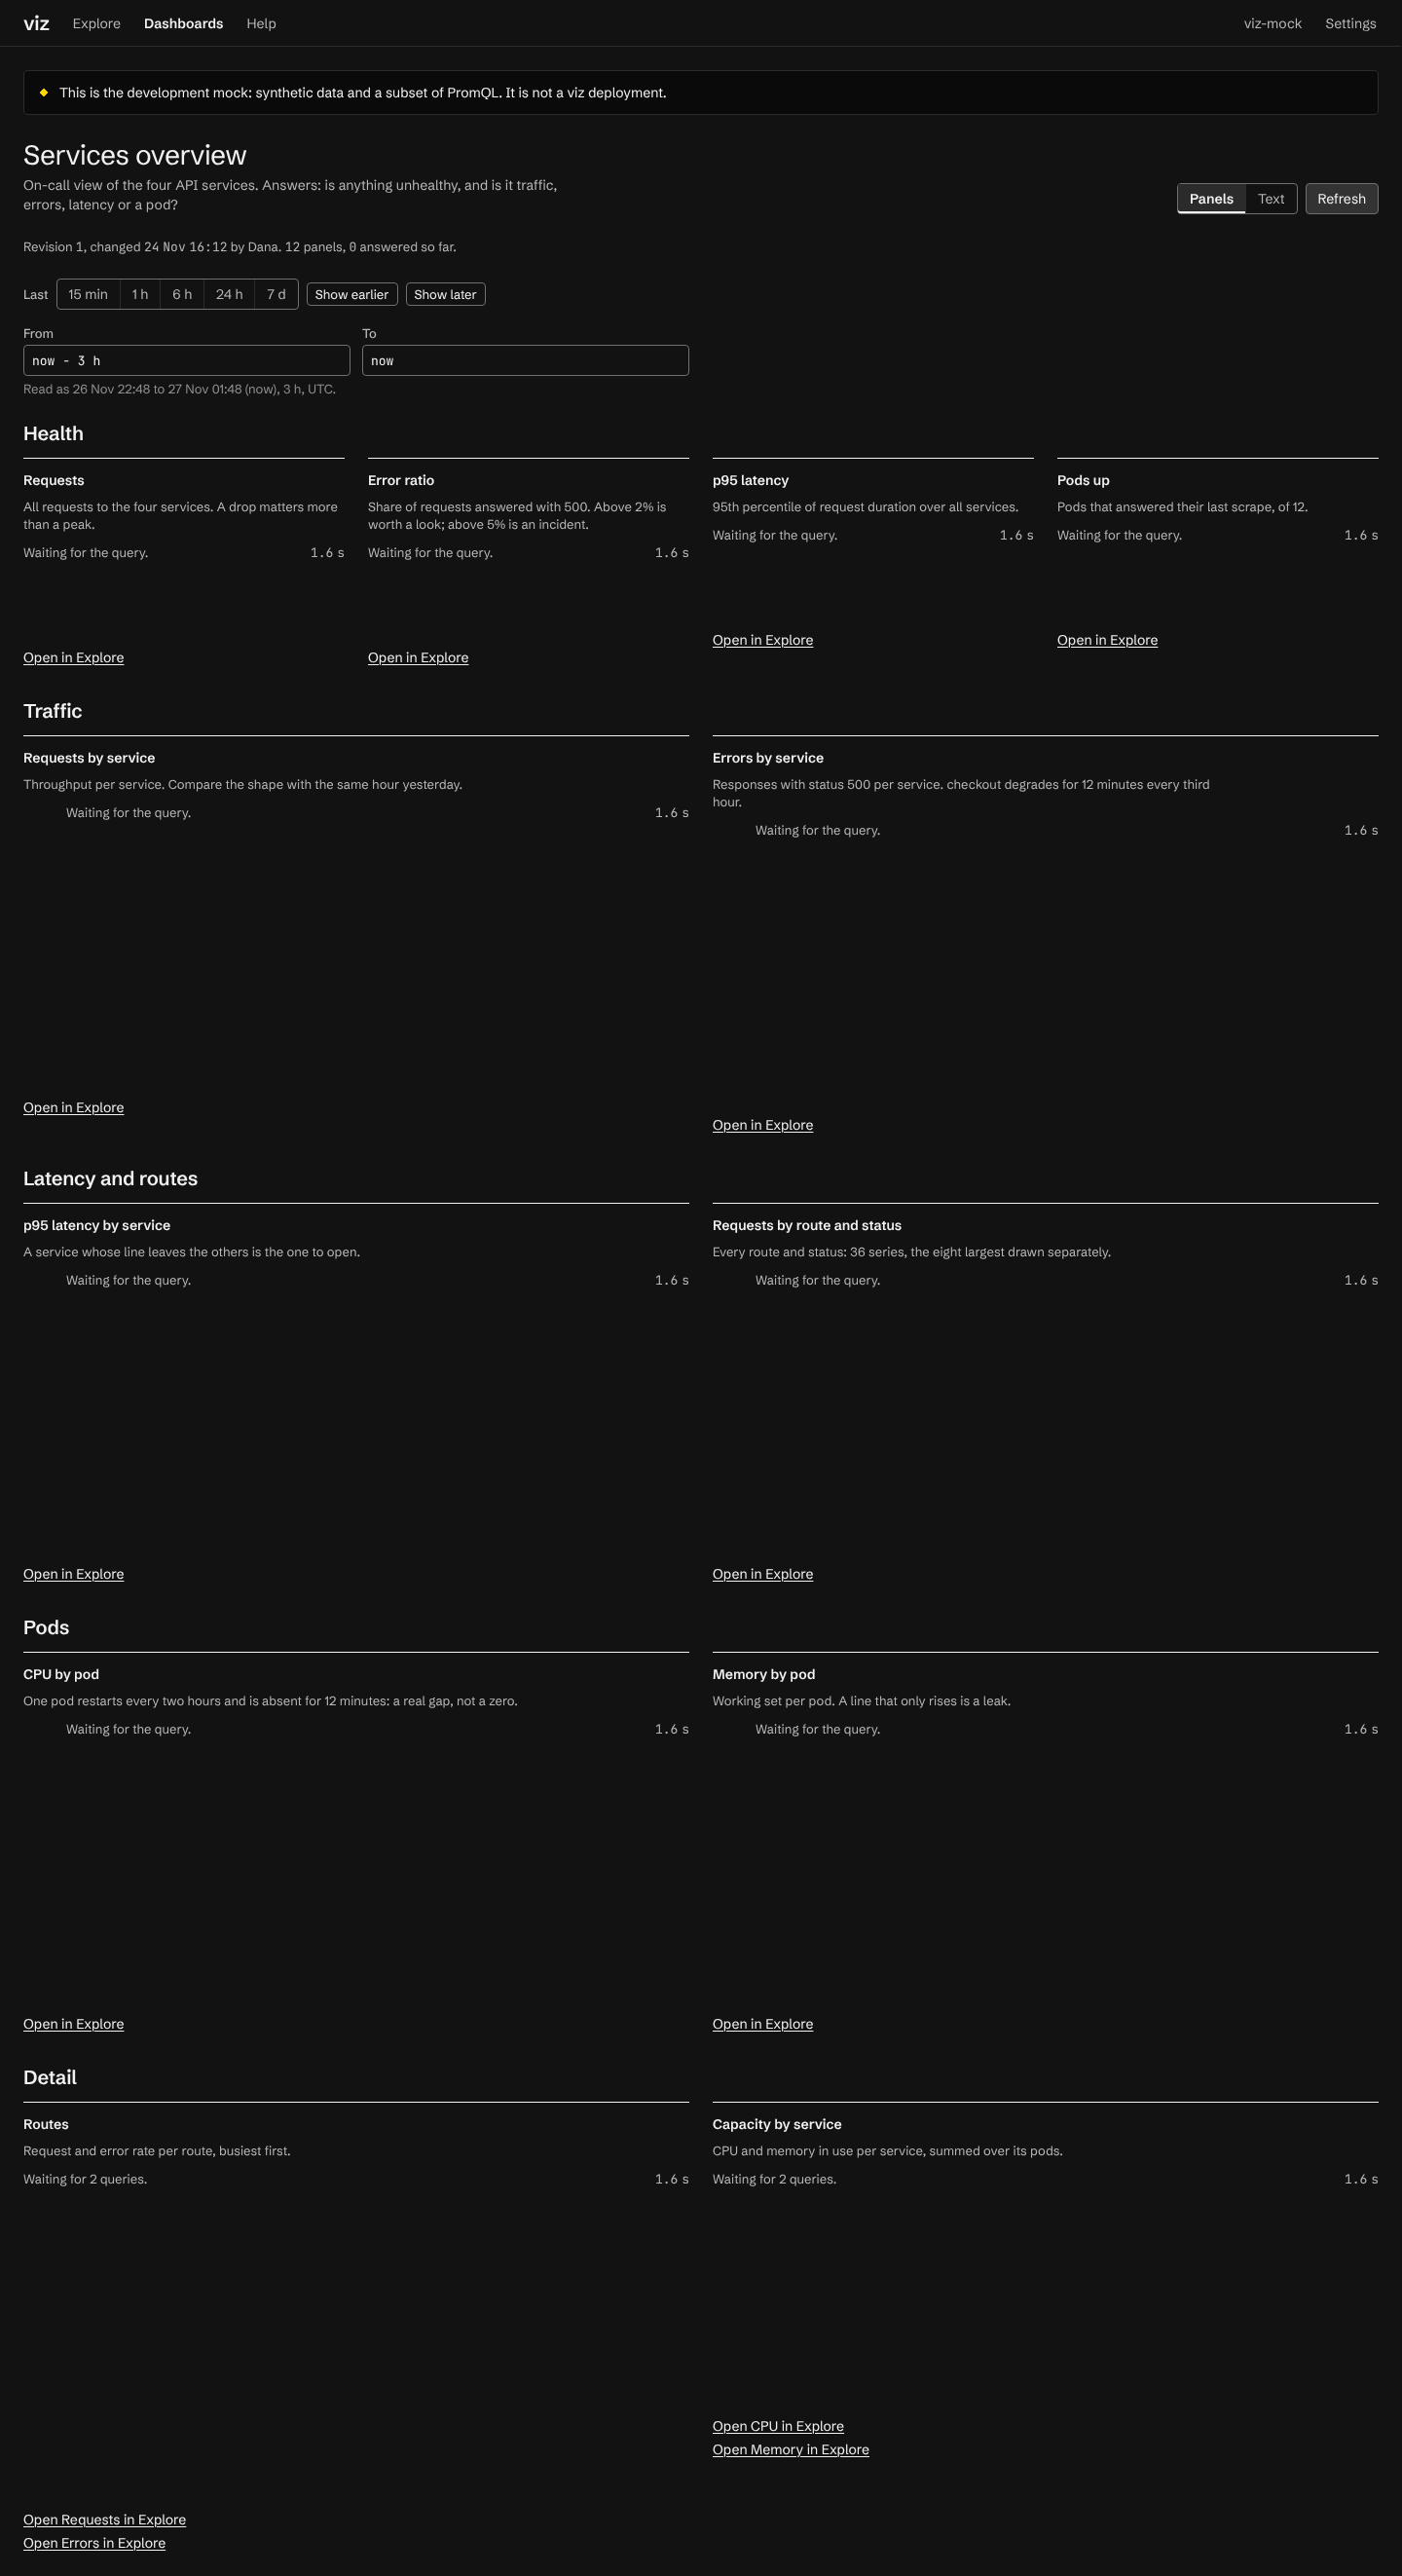 viz
Explore
Dashboards
Help
viz-mock
Settings
This is the development mock: synthetic data and a subset of PromQL. It is not a viz deployment.
Services overview
On-call view of the four API services. Answers: is anything unhealthy, and is it traffic,
errors, latency or a pod?
Panels
Text
Refresh
Revision 1, changed 24 Nov 16:12 by Dana. 12 panels, 0 answered so far.
Last
15 min
1 h
6 h
24 h
7 d
Show earlier
Show later
From
To
now - 3 h
now
Read as 26 Nov 22:48 to 27 Nov 01:48 (now), 3 h, UTC.
Health
Requests
All requests to the four services. A drop matters more
than a peak.
Waiting for the query.
1.6 s
Open in Explore
Error ratio
Share of requests answered with 500. Above 2% is
worth a look; above 5% is an incident.
Waiting for the query.
1.6 s
Open in Explore
p95 latency
95th percentile of request duration over all services.
Waiting for the query.
1.6 s
Open in Explore
Pods up
Pods that answered their last scrape, of 12.
Waiting for the query.
1.6 s
Open in Explore
Traffic
Requests by service
Throughput per service. Compare the shape with the same hour yesterday.
Waiting for the query.
1.6 s
Open in Explore
Errors by service
Responses with status 500 per service. checkout degrades for 12 minutes every third
hour.
Waiting for the query.
1.6 s
Open in Explore
Latency and routes
p95 latency by service
A service whose line leaves the others is the one to open.
Waiting for the query.
1.6 s
Open in Explore
Requests by route and status
Every route and status: 36 series, the eight largest drawn separately.
Waiting for the query.
1.6 s
Open in Explore
Pods
CPU by pod
One pod restarts every two hours and is absent for 12 minutes: a real gap, not a zero.
Waiting for the query.
1.6 s
Open in Explore
Memory by pod
Working set per pod. A line that only rises is a leak.
Waiting for the query.
1.6 s
Open in Explore
Detail
Routes
Request and error rate per route, busiest first.
Waiting for 2 queries.
1.6 s
Open Requests in Explore
Open Errors in Explore
Capacity by service
CPU and memory in use per service, summed over its pods.
Waiting for 2 queries.
1.6 s
Open CPU in Explore
Open Memory in Explore